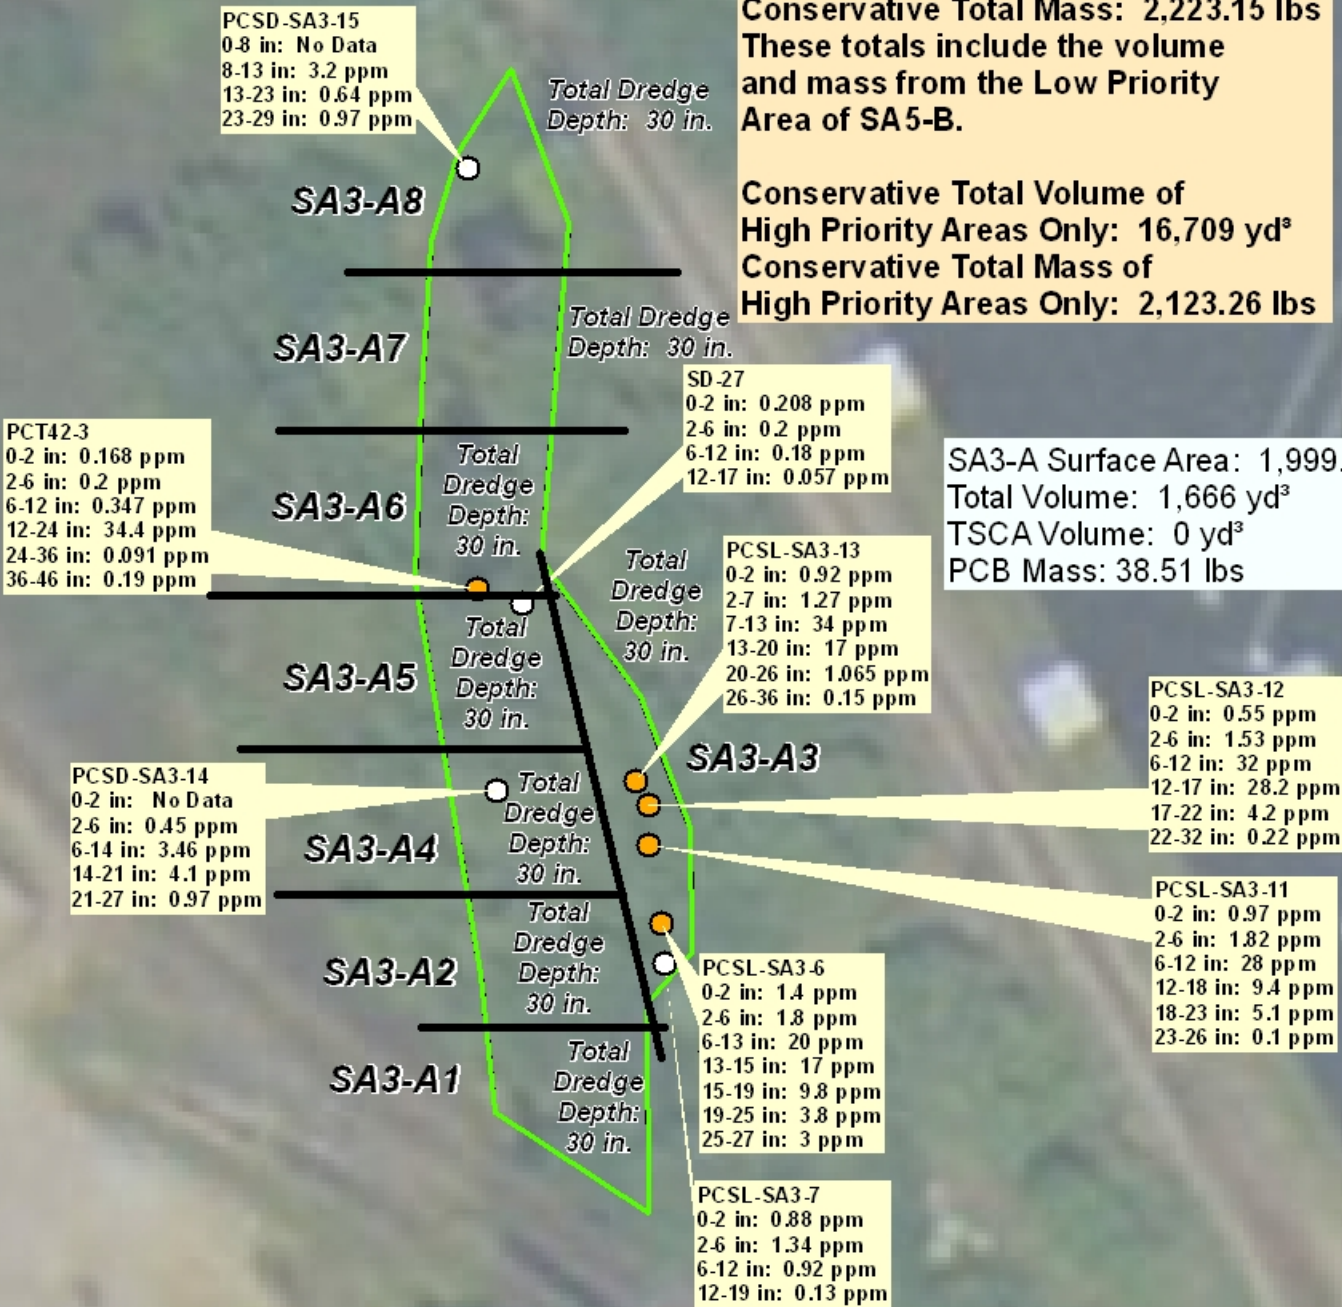 PCSD-SA3-15
0-8 in: No Data
8-13 in: 3.2 ppm
13-23 in: 0.64 ppm
23-29 in: 0.97 ppm
Total Dredge
Depth: 30 in.
Conservative Total Mass: 2,223.15 lbs
These totals include the volume
and mass from the Low Priority
Area of SA5-B.
Conservative Total Volume of
High Priority Areas Only: 16,709 yd³
Conservative Total Mass of
High Priority Areas Only: 2,123.26 lbs
SA3-A8
SA3-A7
Total Dredge
Depth: 30 in.
SD-27
0-2 in: 0.208 ppm
2-6 in: 0.2 ppm
6-12 in: 0.18 ppm
12-17 in: 0.057 ppm
PCT42-3
0-2 in: 0.168 ppm
2-6 in: 0.2 ppm
6-12 in: 0.347 ppm
12-24 in: 34.4 ppm
24-36 in: 0.091 ppm
36-46 in: 0.19 ppm
SA3-A6
Total
Dredge
Depth:
30 in.
SA3-A Surface Area: 1,999.
Total Volume: 1,666 yd³
TSCA Volume: 0 yd³
PCB Mass: 38.51 lbs
Total
Dredge
Depth:
30 in.
PCSL-SA3-13
0-2 in: 0.92 ppm
2-7 in: 1.27 ppm
7-13 in: 34 ppm
13-20 in: 17 ppm
20-26 in: 1.065 ppm
26-36 in: 0.15 ppm
SA3-A5
Total
Dredge
Depth:
30 in.
SA3-A3
PCSL-SA3-12
0-2 in: 0.55 ppm
2-6 in: 1.53 ppm
6-12 in: 32 ppm
12-17 in: 28.2 ppm
17-22 in: 4.2 ppm
22-32 in: 0.22 ppm
PCSD-SA3-14
0-2 in: No Data
2-6 in: 0.45 ppm
6-14 in: 3.46 ppm
14-21 in: 4.1 ppm
21-27 in: 0.97 ppm
SA3-A4
Total
Dredge
Depth:
30 in.
PCSL-SA3-11
0-2 in: 0.97 ppm
2-6 in: 1.82 ppm
6-12 in: 28 ppm
12-18 in: 9.4 ppm
18-23 in: 5.1 ppm
23-26 in: 0.1 ppm
SA3-A2
Total
Dredge
Depth:
30 in.
PCSL-SA3-6
0-2 in: 1.4 ppm
2-6 in: 1.8 ppm
6-13 in: 20 ppm
13-15 in: 17 ppm
15-19 in: 9.8 ppm
19-25 in: 3.8 ppm
25-27 in: 3 ppm
SA3-A1
Total
Dredge
Depth:
30 in.
PCSL-SA3-7
0-2 in: 0.88 ppm
2-6 in: 1.34 ppm
6-12 in: 0.92 ppm
12-19 in: 0.13 ppm